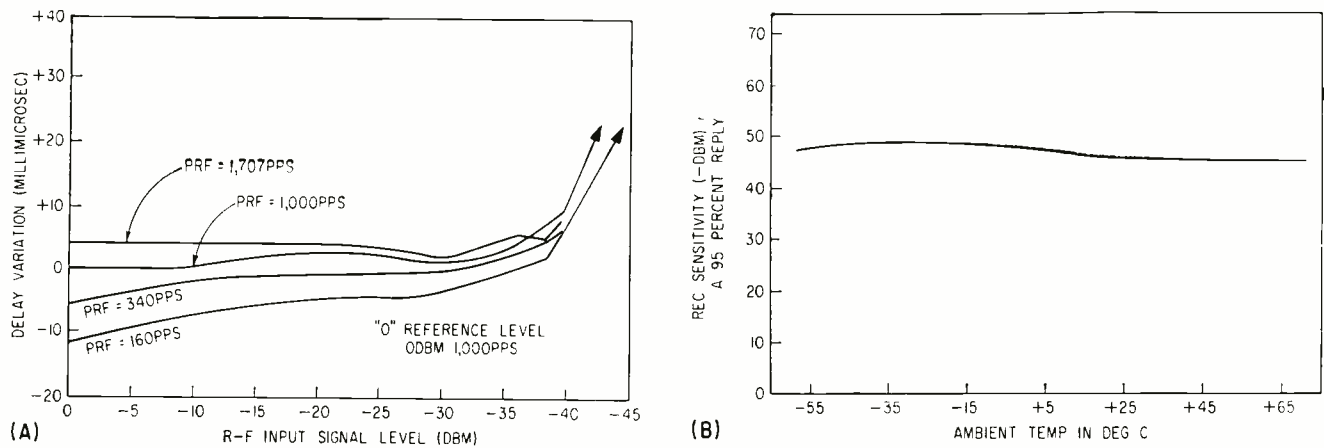 +40
+30
+20
+10
0
-10
-20
DELAY VARIATION (MILLIMICROSEC)
PRF = 1,707PPS
PRF = 1,000PPS
PRF = 340PPS
PRF = 160PPS
"0" REFERENCE LEVEL
0DBM 1,000PPS
0 -5 -10 -15 -20 -25 -30 -35 -40 -45
R-F INPUT SIGNAL LEVEL (DBM)
(A)
70
60
50
40
30
20
10
0
REC SENSITIVITY (-DBM),
A 95 PERCENT REPLY
-55 -35 -15 +5 +25 +45 +65
AMBIENT TEMP IN DEG C
(B)